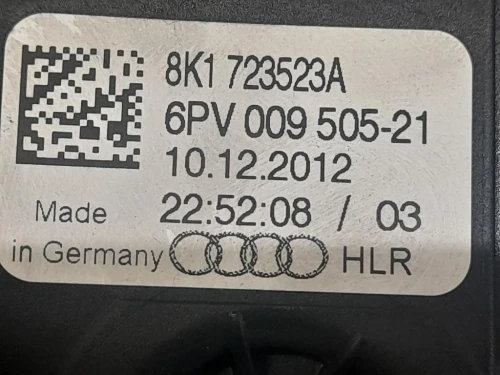 8K1 723523A
6PV 009 505-21
10.12.2012
Made 22:52:08 / 03
in Germany HLR